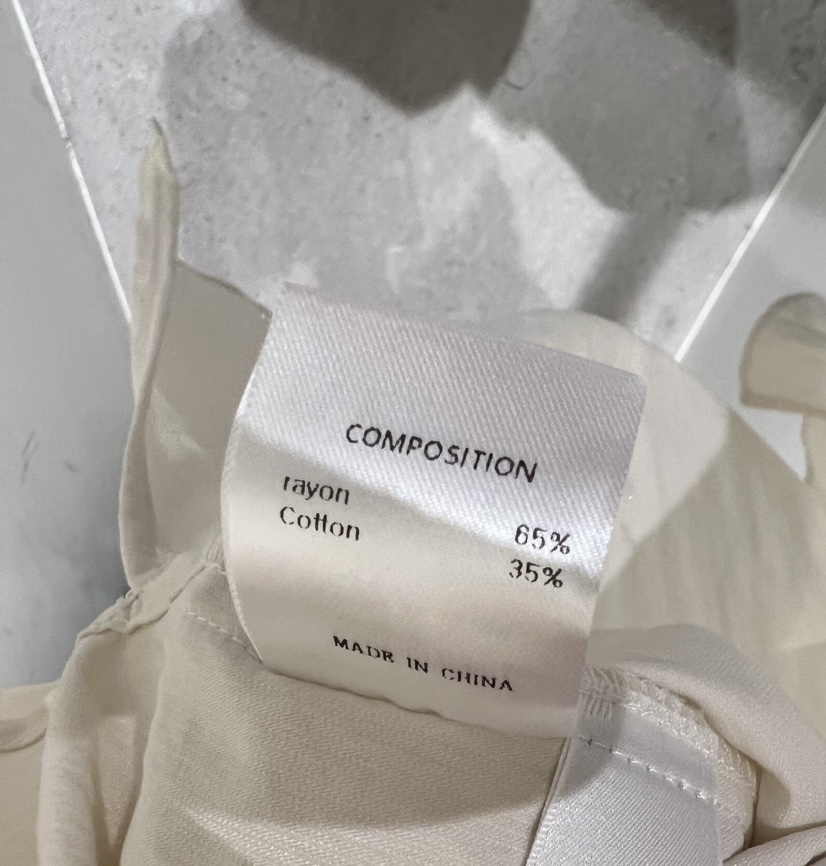 COMPOSITION
rayon 65%
Cotton 35%
MADR IN CHINA